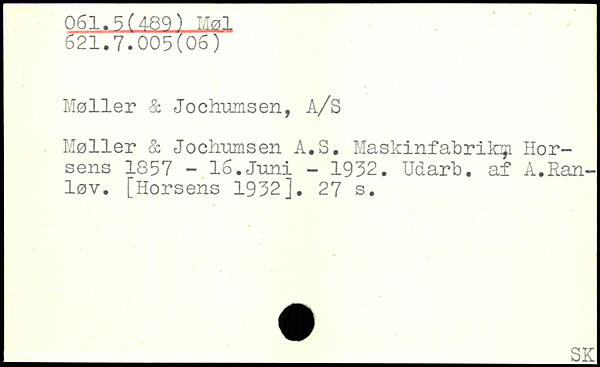 061.5(489) Møl
621.7.005(06)
Møller & Jochumsen, A/S
Møller & Jochumsen A.S. Maskinfabrik, Hor-
sens 1857 - 16.Juni - 1932. Udarb. af A.Ran-
løv. [Horsens 1932]. 27 s.
SK